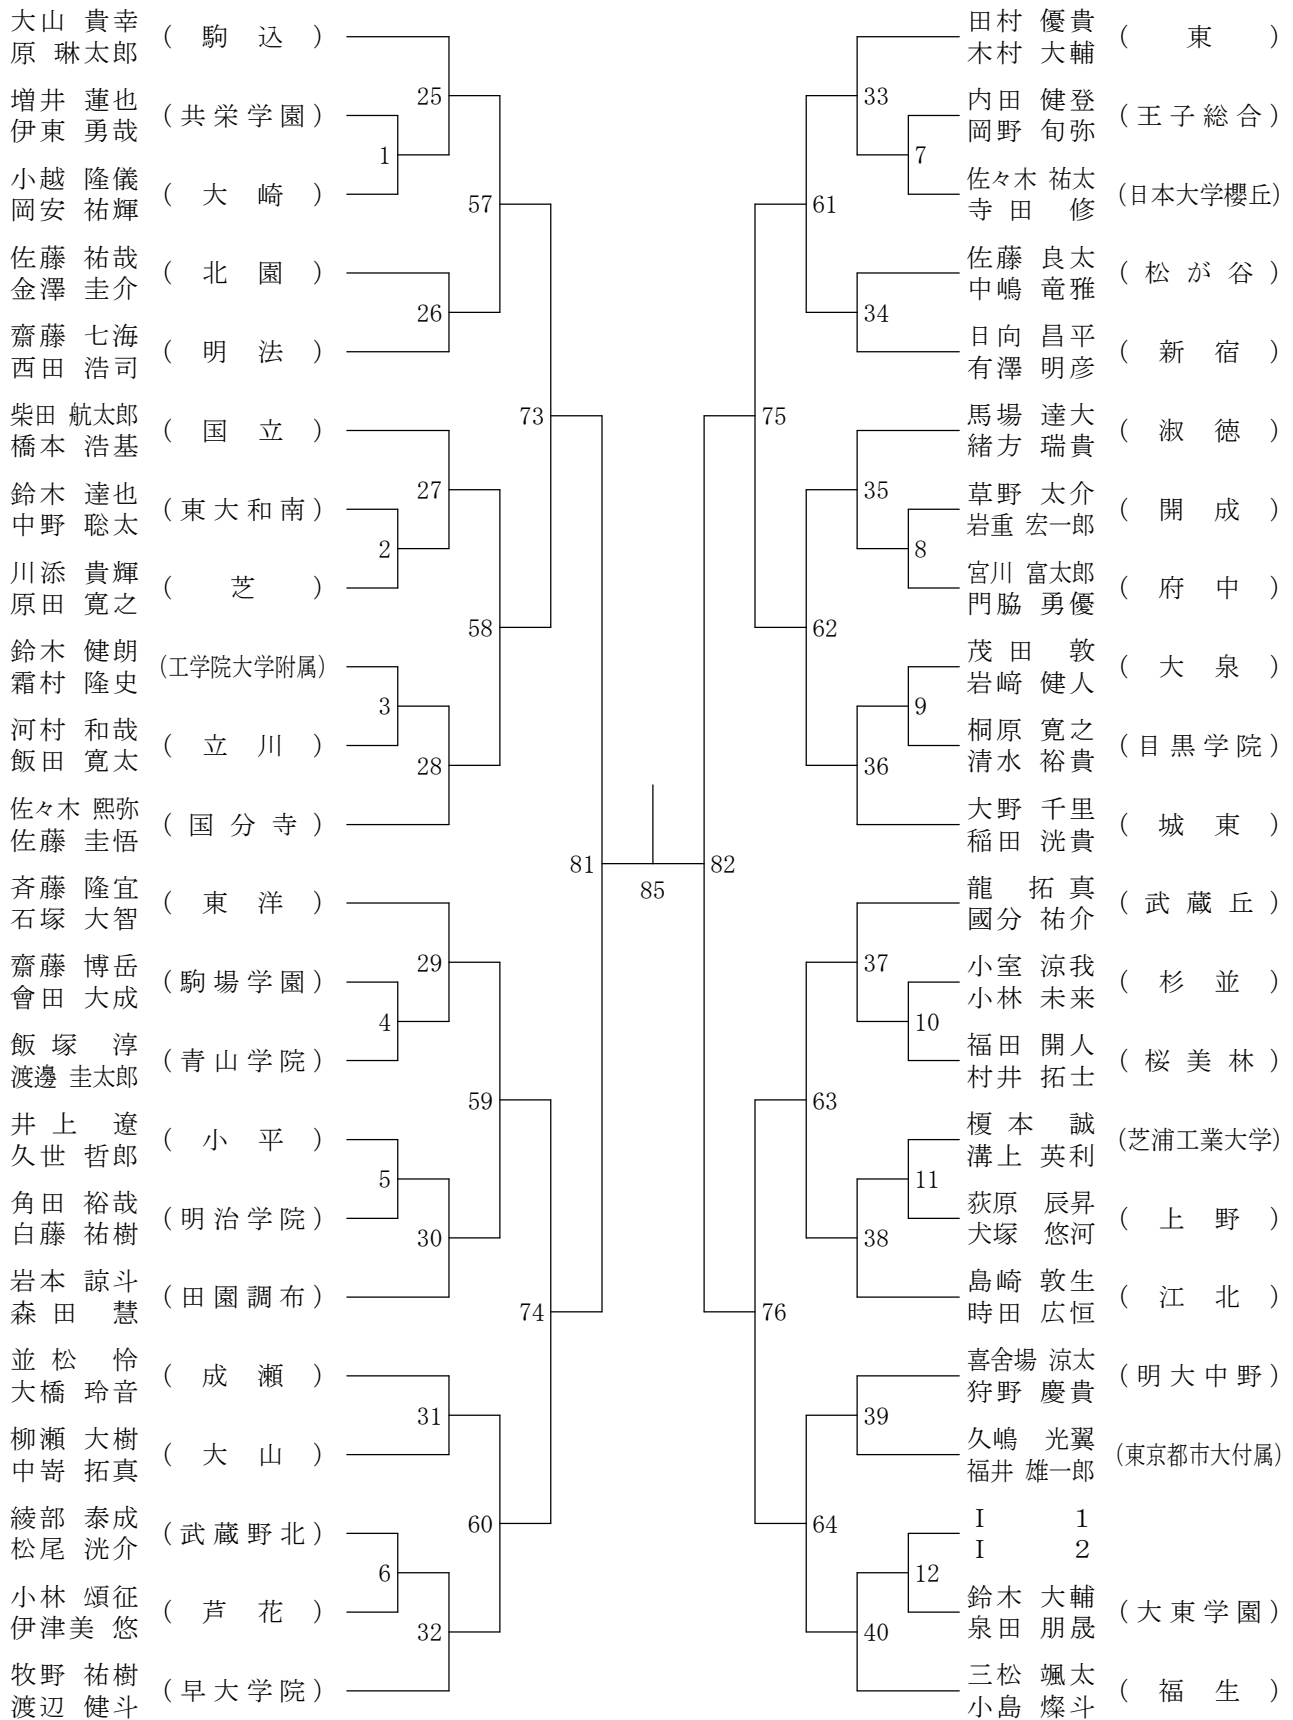 大山 貴幸
原 琳太郎
(駒込)
増井 蓮也
伊東 勇哉
(共栄学園)
小越 隆儀
岡安 祐輝
(大崎)
佐藤 祐哉
金澤 圭介
(北園)
齋藤 七海
西田 浩司
(明法)
柴田 航太郎
橋本 浩基
(国立)
鈴木 達也
中野 聡太
(東大和南)
川添 貴輝
原田 寛之
(芝)
鈴木 健朗
霜村 隆史
(工学院大学附属)
河村 和哉
飯田 寛太
(立川)
佐々木 熙弥
佐藤 圭悟
(国分寺)
斉藤 隆宜
石塚 大智
(東洋)
齋藤 博岳
會田 大成
(駒場学園)
飯塚 淳
渡邊 圭太郎
(青山学院)
井上 遼
久世 哲郎
(小平)
角田 裕哉
白藤 祐樹
(明治学院)
岩本 諒斗
森田 慧
(田園調布)
並松 怜
大橋 玲音
(成瀬)
柳瀬 大樹
中嵜 拓真
(大山)
綾部 泰成
松尾 洸介
(武蔵野北)
小林 頌征
伊津美 悠
(芦花)
牧野 祐樹
渡辺 健斗
(早大学院)
1
2
3
4
5
6
25
26
27
28
29
30
31
32
57
58
59
60
73
74
81
85
82
75
76
61
62
63
64
33
34
35
36
37
38
39
40
7
8
9
10
11
12
田村 優貴
木村 大輔
(東)
内田 健登
岡野 旬弥
(王子総合)
佐々木 祐太
寺田 修
(日本大学櫻丘)
佐藤 良太
中嶋 竜雅
(松が谷)
日向 昌平
有澤 明彦
(新宿)
馬場 達大
緒方 瑞貴
(淑徳)
草野 太介
岩重 宏一郎
(開成)
宮川 富太郎
門脇 勇優
(府中)
茂田 敦
岩﨑 健人
(大泉)
桐原 寛之
清水 裕貴
(目黒学院)
大野 千里
稲田 洸貴
(城東)
龍 拓真
國分 祐介
(武蔵丘)
小室 涼我
小林 未来
(杉並)
福田 開人
村井 拓士
(桜美林)
榎本 誠
溝上 英利
(芝浦工業大学)
荻原 辰昇
犬塚 悠河
(上野)
島崎 敦生
時田 広恒
(江北)
喜舎場 涼太
狩野 慶貴
(明大中野)
久嶋 光翼
福井 雄一郎
(東京都市大付属)
I 1
I 2
鈴木 大輔
泉田 朋晟
(大東学園)
三松 颯太
小島 燦斗
(福生)